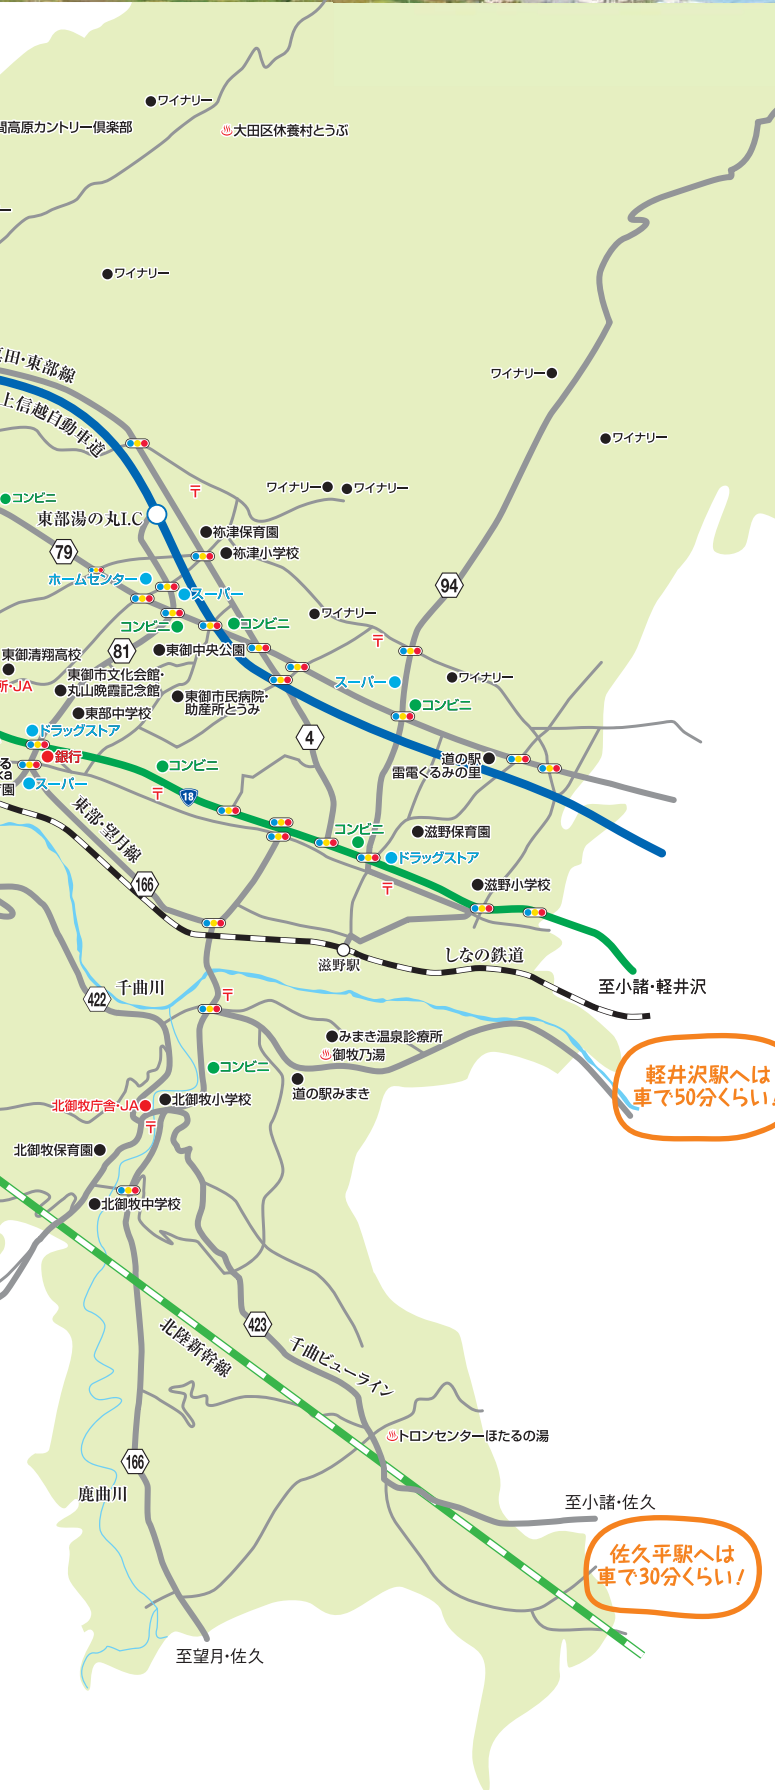 ワイナリー
間高原カントリー倶楽部
大田区休養村とうぶ
ワイナリー
真田・東部線
ワイナリー
上信越自動車道
ワイナリー
ワイナリー
ワイナリー
コンビニ
東部湯の丸I.C
祢津保育園
79
祢津小学校
ホームセンター
スーパー
94
ワイナリー
コンビニ
コンビニ
81
東御中央公園
東御清翔高校
東御市文化会館・
丸山晩霞記念館
所・JA
スーパー
ワイナリー
東御市民病院・
助産所とうみ
コンビニ
東部中学校
ドラッグストア
4
銀行
道の駅
雷電くるみの里
る
ka
園
コンビニ
スーパー
18
東部・望月線
コンビニ
滋野保育園
ドラッグストア
166
滋野小学校
しなの鉄道
滋野駅
至小諸・軽井沢
千曲川
422
みまき温泉診療所
御牧乃湯
コンビニ
道の駅みまき
軽井沢駅へは
車で50分くらい!
北御牧庁舎・JA
北御牧小学校
北御牧保育園
北御牧中学校
423
北陸新幹線
千曲ビューライン
トロンセンターほたるの湯
166
鹿曲川
至小諸・佐久
佐久平駅へは
車で30分くらい!
至望月・佐久